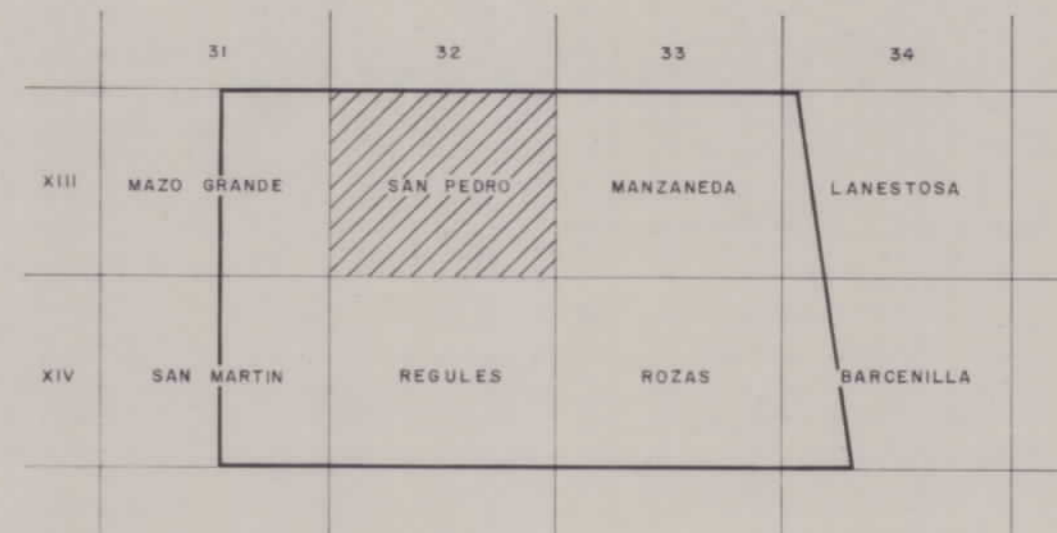 31 32 33 34
XIII MAZO GRANDE SAN PEDRO MANZANEDA LANESTOSA
XIV SAN MARTIN REGULES ROZAS BARCENILLA